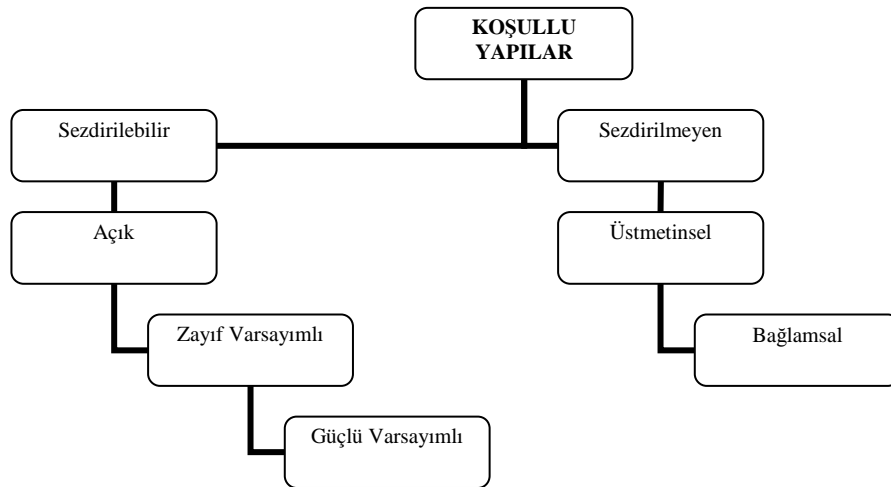 KOŞULLU
YAPILAR
Sezdirilebilir
Sezdirilmeyen
Açık
Üstmetinsel
Zayıf Varsayımlı
Bağlamsal
Güçlü Varsayımlı